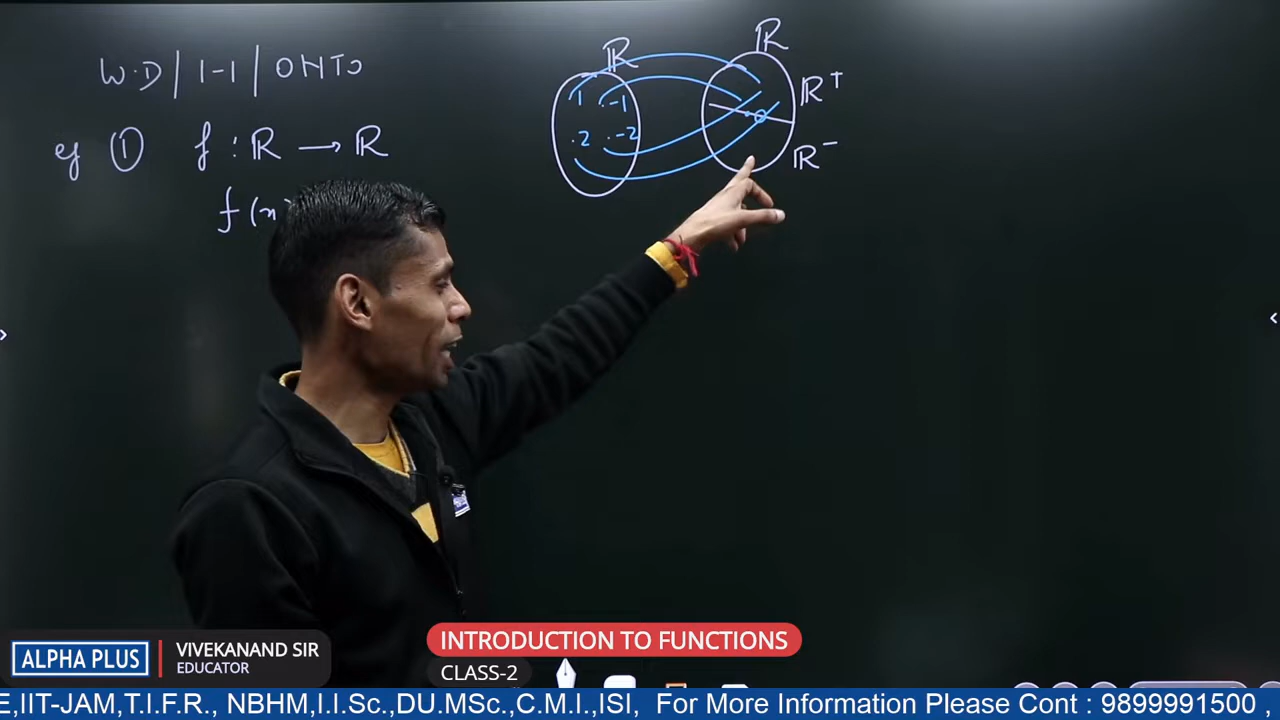 W.D | 1-1 | ONTO
eg ① f : ℝ → ℝ
f(x)
ℝ ℝ
1 .-1
.2 .-2
ℝ⁺
0
ℝ⁻
ALPHA PLUS
VIVEKANAND SIR
EDUCATOR
INTRODUCTION TO FUNCTIONS
CLASS-2
E,IIT-JAM,T.I.F.R., NBHM,I.I.Sc.,DU.MSc.,C.M.I.,ISI, For More Information Please Cont : 9899991500 ,